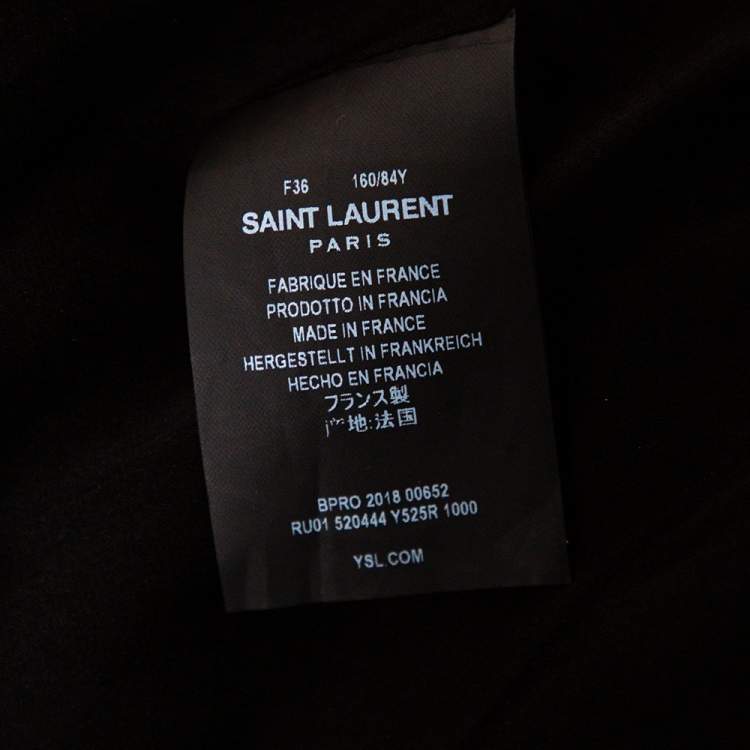 F36 160/84Y
SAINT LAURENT
PARIS
FABRIQUE EN FRANCE
PRODOTTO IN FRANCIA
MADE IN FRANCE
HERGESTELLT IN FRANKREICH
HECHO EN FRANCIA
フランス製
产地:法国
BPRO 2018 00652
RU01 520444 Y525R 1000
YSL.COM